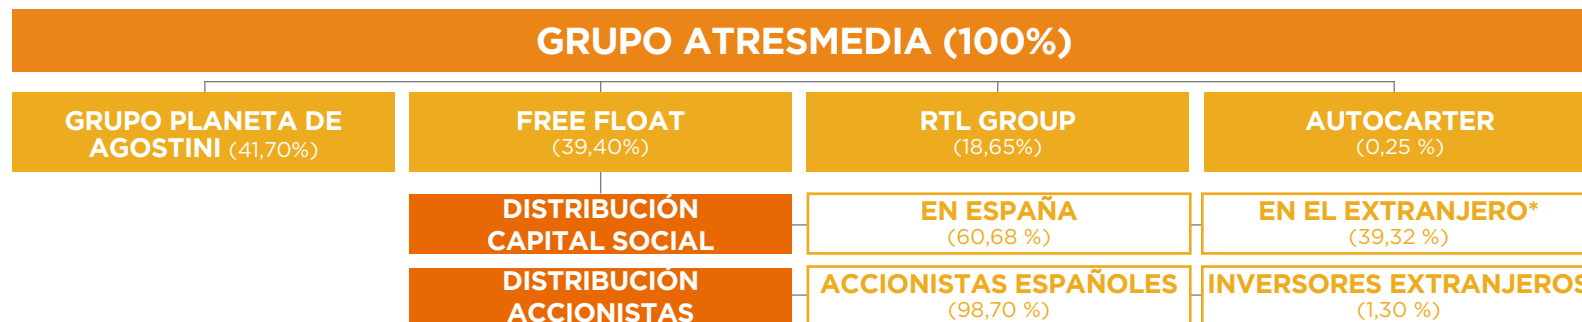 GRUPO ATRESMEDIA (100%)
GRUPO PLANETA DE
AGOSTINI (41,70%)
FREE FLOAT
(39,40%)
RTL GROUP
(18,65%)
AUTOCARTER
(0,25 %)
DISTRIBUCIÓN
CAPITAL SOCIAL
EN ESPAÑA
(60,68 %)
EN EL EXTRANJERO*
(39,32 %)
DISTRIBUCIÓN
ACCIONISTAS
ACCIONISTAS ESPAÑOLES
(98,70 %)
INVERSORES EXTRANJEROS
(1,30 %)